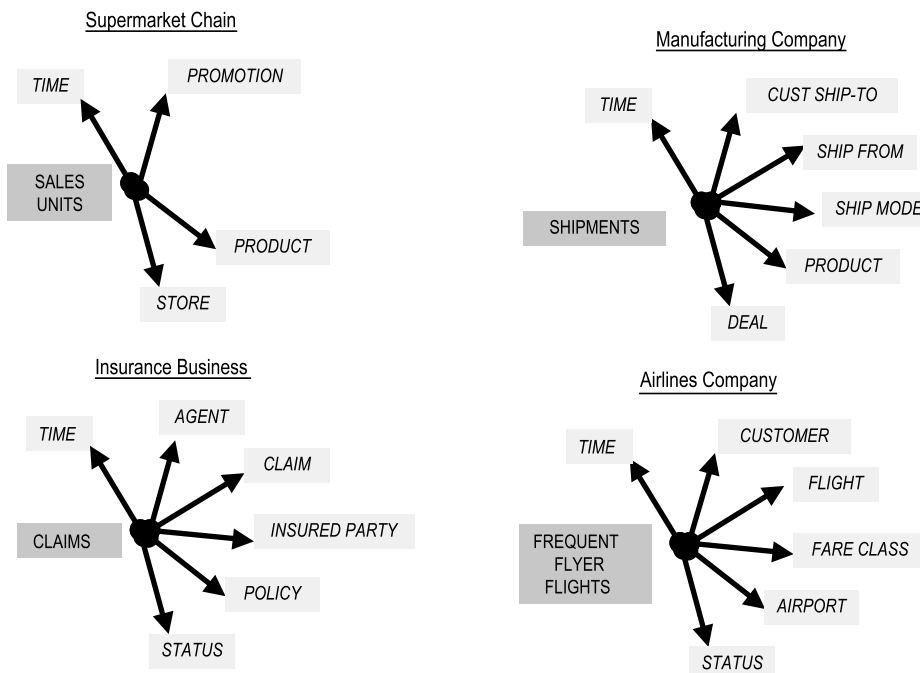 Supermarket Chain
TIME
PROMOTION
SALES
UNITS
PRODUCT
STORE
Manufacturing Company
TIME
CUST SHIP-TO
SHIP FROM
SHIP MODE
SHIPMENTS
PRODUCT
DEAL
Insurance Business
TIME
AGENT
CLAIM
CLAIMS
INSURED PARTY
POLICY
STATUS
Airlines Company
TIME
CUSTOMER
FLIGHT
FREQUENT
FLYER
FLIGHTS
FARE CLASS
AIRPORT
STATUS